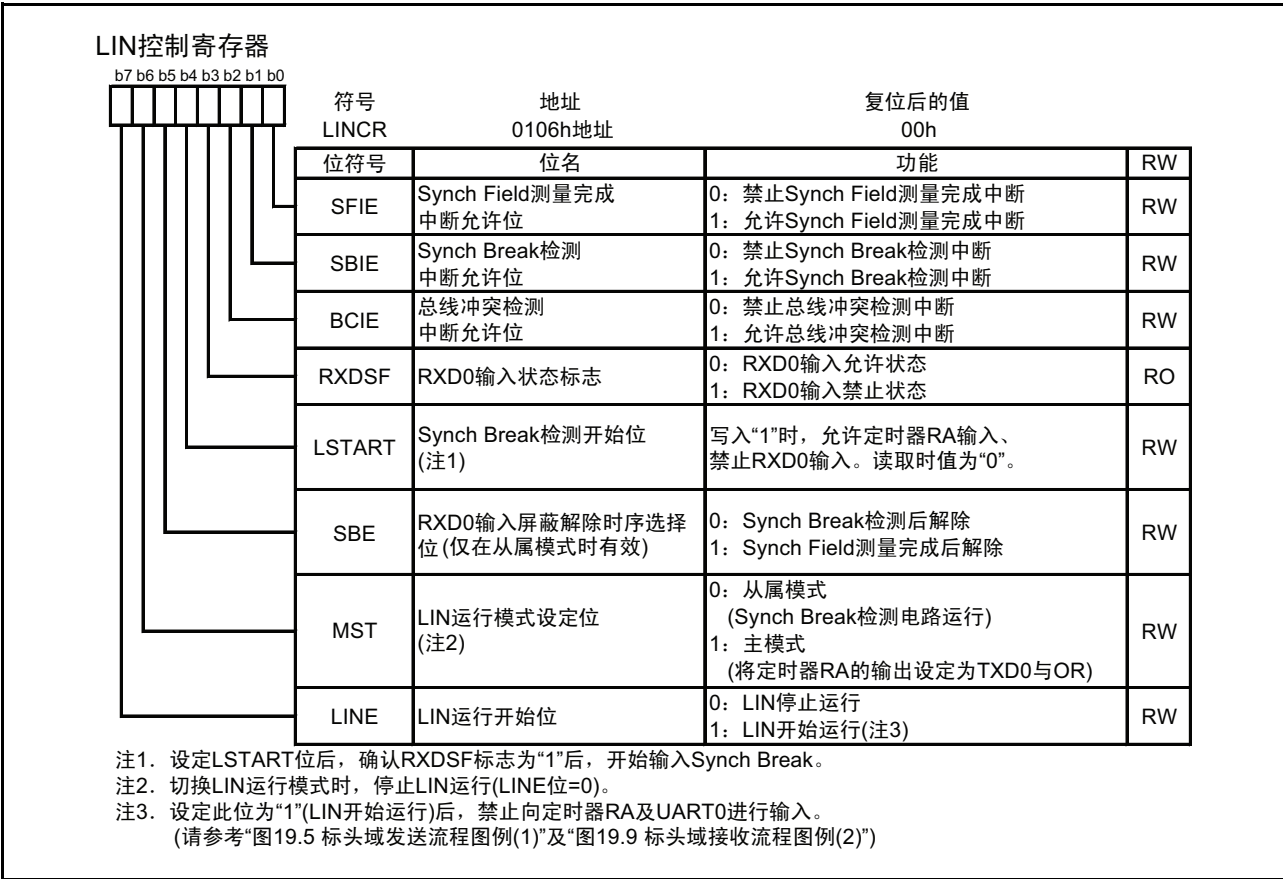 LIN控制寄存器
b7 b6 b5 b4 b3 b2 b1 b0
符号 地址 复位后的值
LINCR 0106h地址 00h
位符号 位名 功能 RW
SFIE Synch Field测量完成 0：禁止Synch Field测量完成中断 RW
中断允许位 1：允许Synch Field测量完成中断
SBIE Synch Break检测 0：禁止Synch Break检测中断 RW
中断允许位 1：允许Synch Break检测中断
BCIE 总线冲突检测 0：禁止总线冲突检测中断 RW
中断允许位 1：允许总线冲突检测中断
RXDSF RXD0输入状态标志 0：RXD0输入允许状态 RO
1：RXD0输入禁止状态
LSTART Synch Break检测开始位 写入“1”时，允许定时器RA输入、 RW
(注1) 禁止RXD0输入。读取时值为“0”。
SBE RXD0输入屏蔽解除时序选择 0：Synch Break检测后解除 RW
位(仅在从属模式时有效) 1：Synch Field测量完成后解除
MST LIN运行模式设定位 0：从属模式 RW
(注2) (Synch Break检测电路运行)
1：主模式
(将定时器RA的输出设定为TXD0与OR)
LINE LIN运行开始位 0：LIN停止运行 RW
1：LIN开始运行(注3)
注1．设定LSTART位后，确认RXDSF标志为“1”后，开始输入Synch Break。
注2．切换LIN运行模式时，停止LIN运行(LINE位=0)。
注3．设定此位为“1”(LIN开始运行)后，禁止向定时器RA及UART0进行输入。
(请参考“图19.5 标头域发送流程图例(1)”及“图19.9 标头域接收流程图例(2)”)